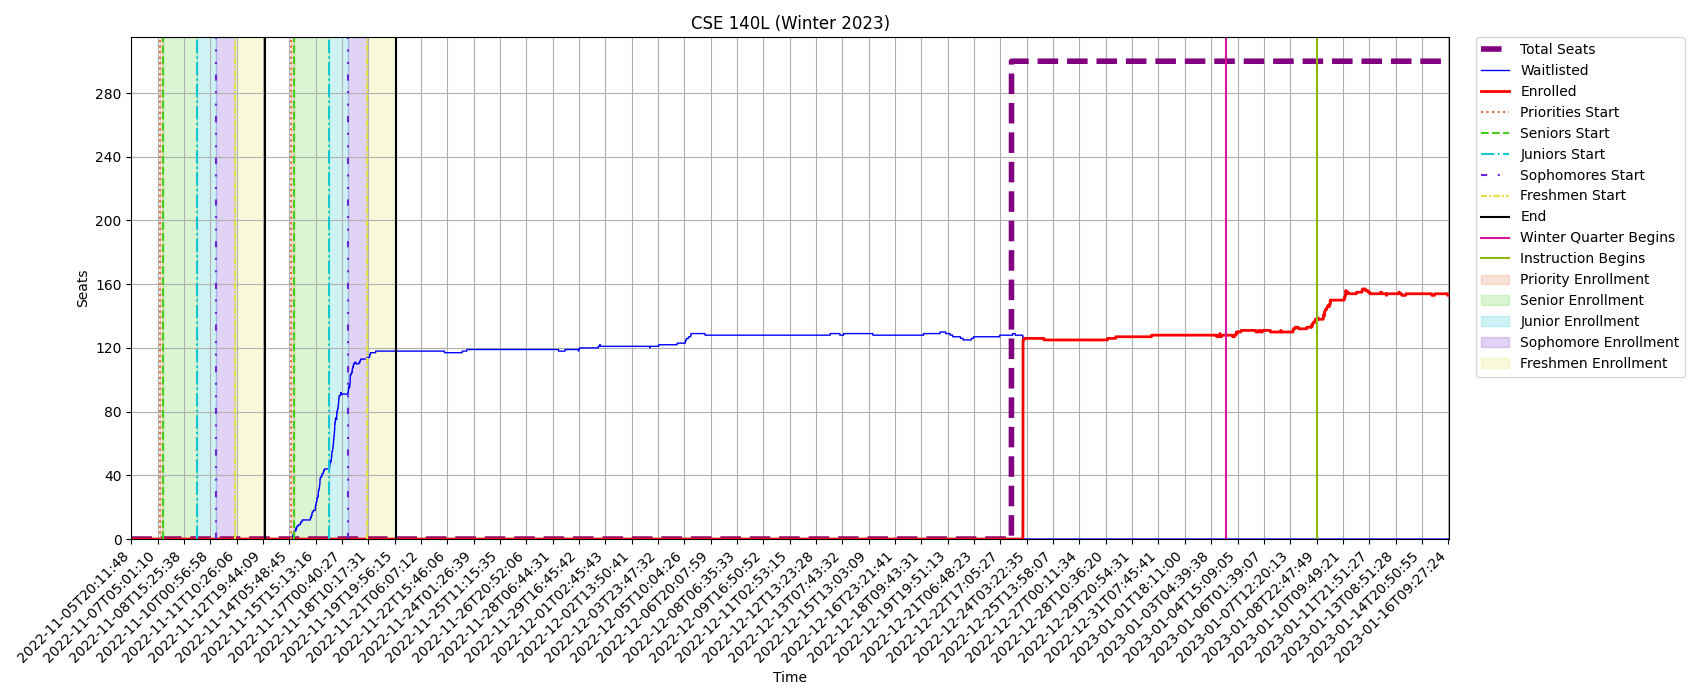 CSE 140L (Winter 2023)
Seats
280
240
200
160
120
80
40
0
2022-11-05T20:11:48
2022-11-07T05:01:10
2022-11-08T15:25:38
2022-11-10T00:56:58
2022-11-11T10:26:06
2022-11-12T19:44:09
2022-11-14T05:48:45
2022-11-15T15:13:16
2022-11-17T00:40:27
2022-11-18T10:17:31
2022-11-19T19:56:15
2022-11-21T06:07:12
2022-11-22T15:46:06
2022-11-24T01:26:39
2022-11-25T11:15:35
2022-11-26T20:52:06
2022-11-28T06:44:31
2022-11-29T16:45:42
2022-12-01T02:45:43
2022-12-02T13:50:41
2022-12-03T23:47:32
2022-12-05T10:04:26
2022-12-06T20:07:59
2022-12-08T06:35:33
2022-12-09T16:50:52
2022-12-11T02:53:15
2022-12-12T13:23:28
2022-12-13T07:43:32
2022-12-15T13:03:09
2022-12-16T23:21:41
2022-12-18T09:43:31
2022-12-19T19:51:13
2022-12-21T06:48:23
2022-12-22T17:05:27
2022-12-24T03:22:35
2022-12-25T13:58:07
2022-12-27T00:11:34
2022-12-28T10:36:20
2022-12-29T20:54:31
2022-12-31T07:45:41
2023-01-01T18:11:00
2023-01-03T04:39:38
2023-01-04T15:09:05
2023-01-06T01:39:07
2023-01-07T12:20:13
2023-01-08T22:47:49
2023-01-10T09:49:21
2023-01-11T21:51:27
2023-01-13T08:51:28
2023-01-14T20:50:55
2023-01-16T09:27:24
Time
Total Seats
Waitlisted
Enrolled
Priorities Start
Seniors Start
Juniors Start
Sophomores Start
Freshmen Start
End
Winter Quarter Begins
Instruction Begins
Priority Enrollment
Senior Enrollment
Junior Enrollment
Sophomore Enrollment
Freshmen Enrollment